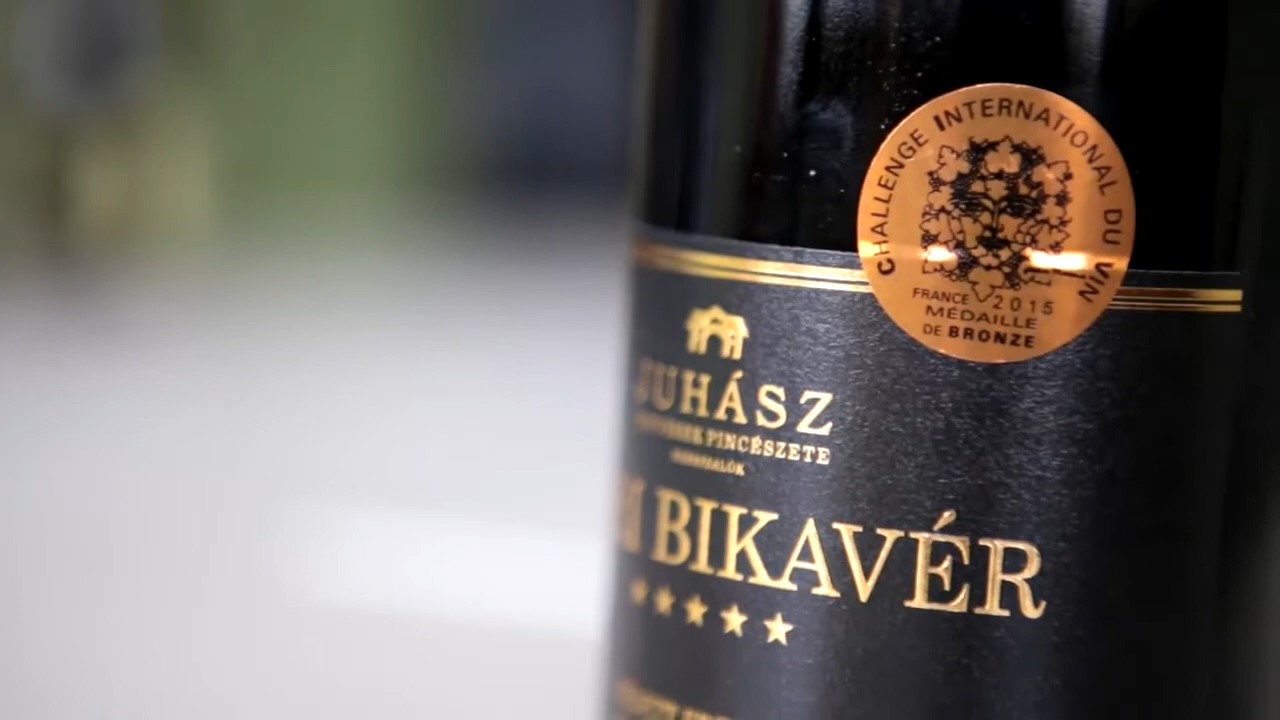 CHALLENGE INTERNATIONAL DU VIN
FRANCE 2015
MÉDAILLE
DE BRONZE
JUHÁSZ
PINCÉSZETE
BIKAVÉR